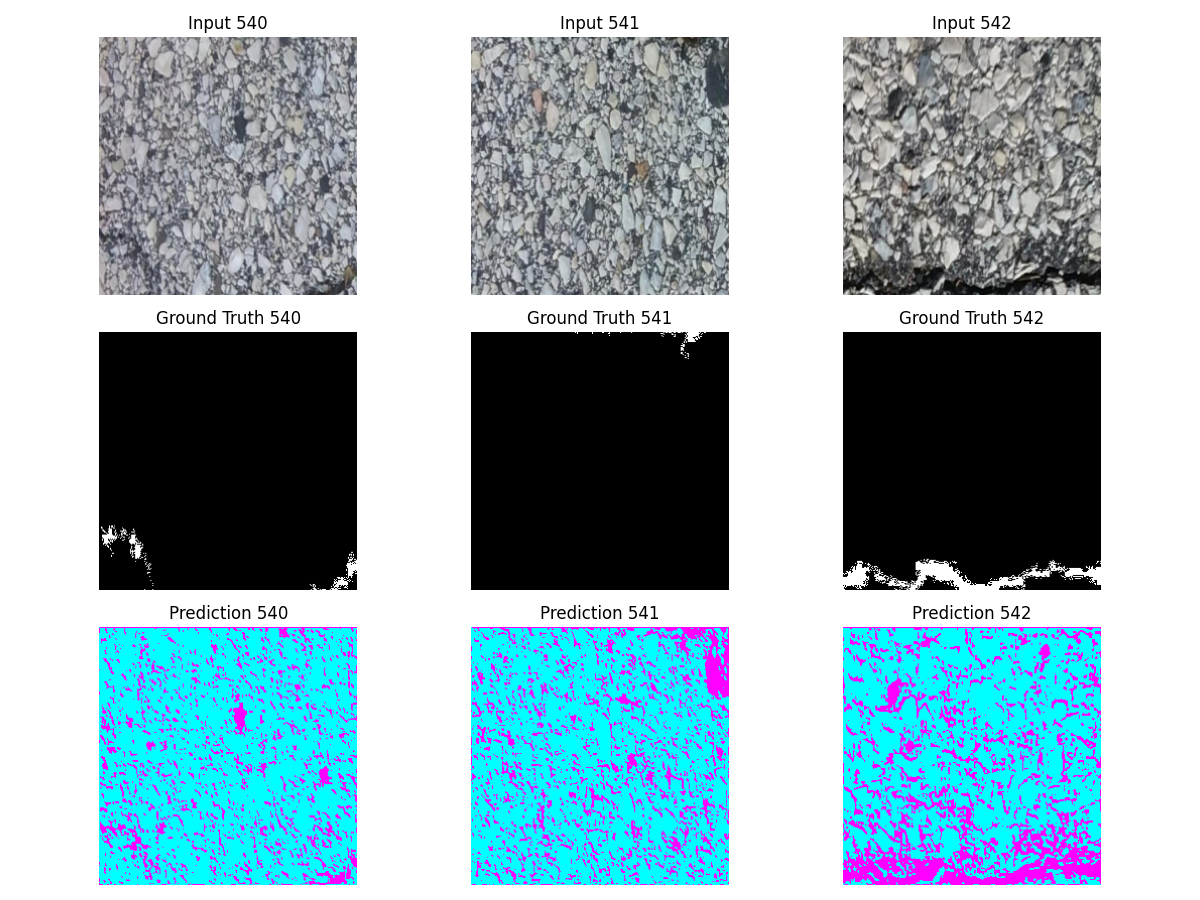 Input 540
Input 541
Input 542
Ground Truth 540
Ground Truth 541
Ground Truth 542
Prediction 540
Prediction 541
Prediction 542